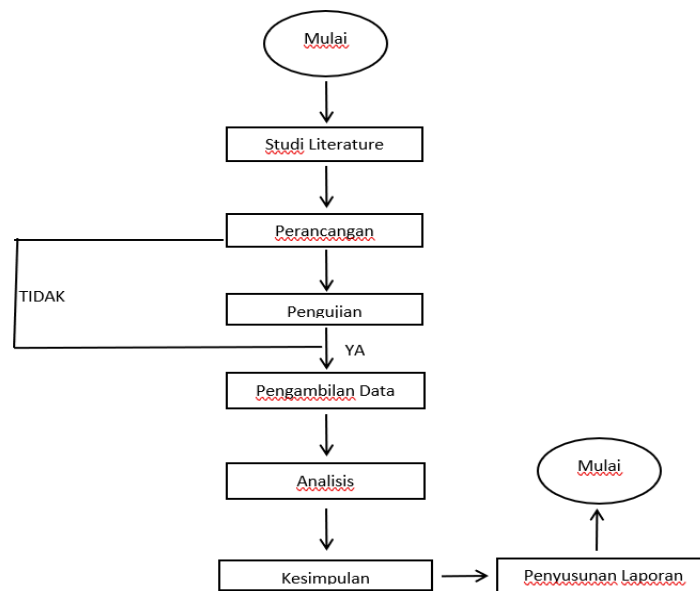 Mulai
Studi Literature
Perancangan
TIDAK
Pengujian
YA
Pengambilan Data
Analisis
Mulai
Kesimpulan
Penyusunan Laporan